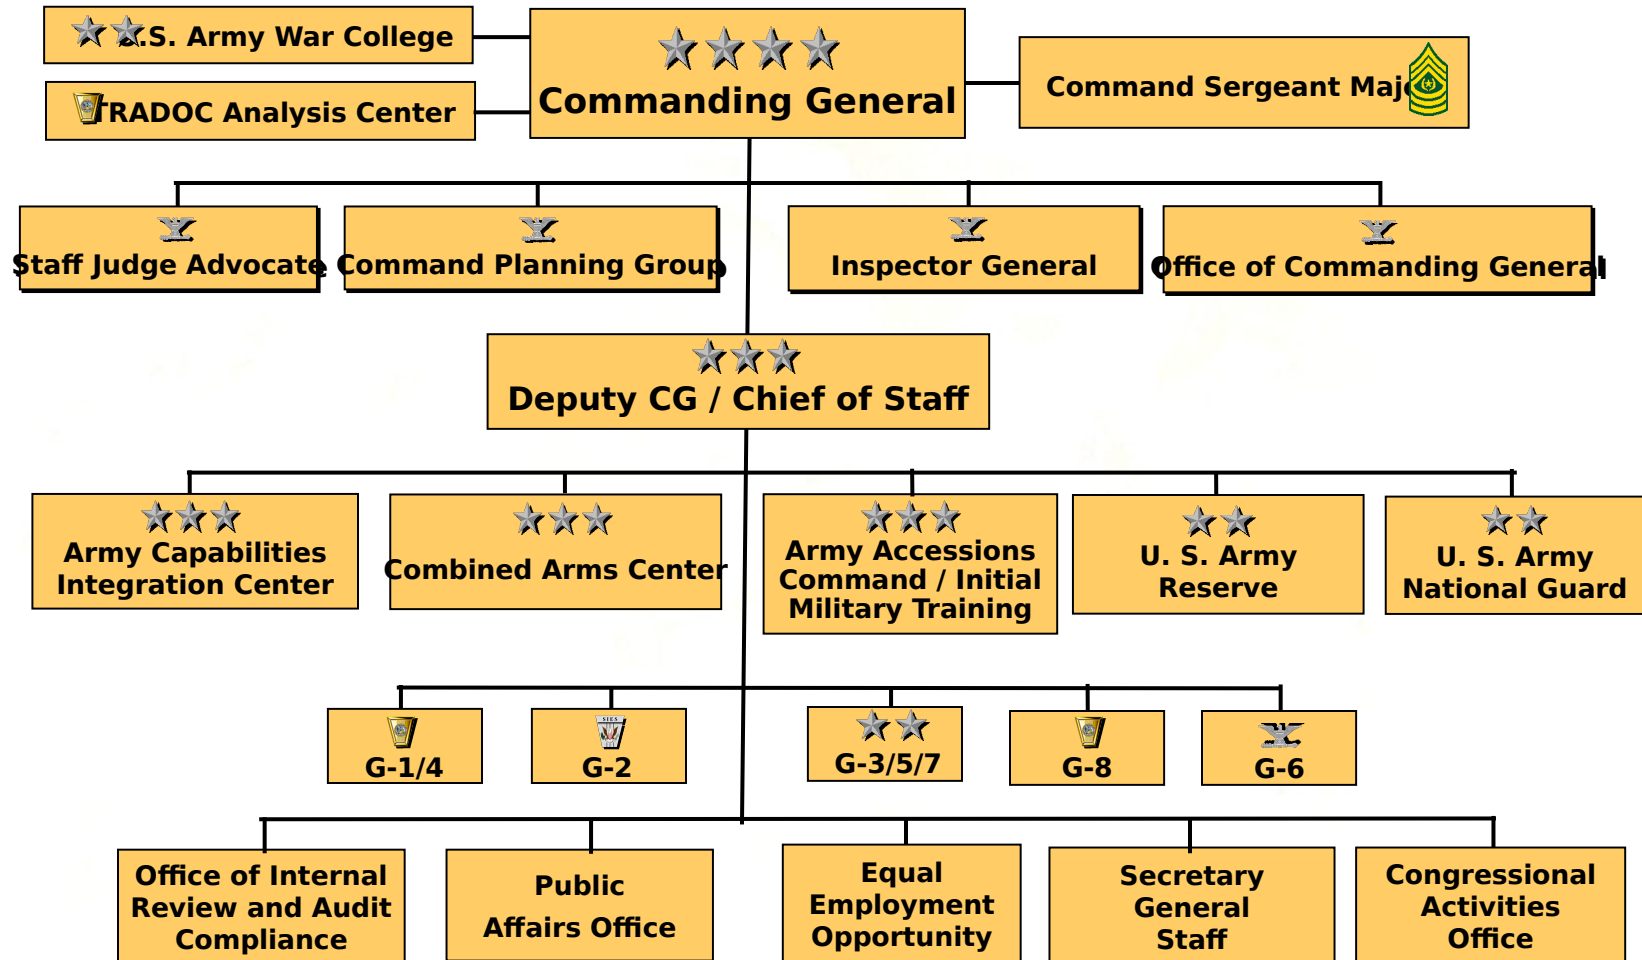 .S. Army War College
Commanding General
Command Sergeant Majo
TRADOC Analysis Center
Staff Judge Advocate
Command Planning Group
Inspector General
Office of Commanding General
Deputy CG / Chief of Staff
Army Capabilities
Integration Center
Combined Arms Center
Army Accessions
Command / Initial
Military Training
U. S. Army
Reserve
U. S. Army
National Guard
G-1/4
SIES
G-2
G-3/5/7
G-8
G-6
Office of Internal
Review and Audit
Compliance
Public
Affairs Office
Equal
Employment
Opportunity
Secretary
General
Staff
Congressional
Activities
Office